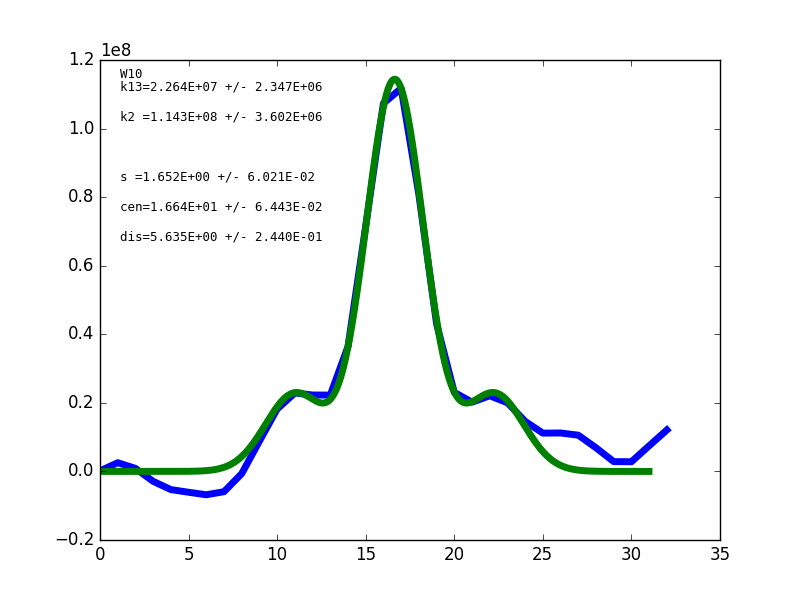 1e8
W10
k13=2.264E+07 +/- 2.347E+06
k2 =1.143E+08 +/- 3.602E+06
s =1.652E+00 +/- 6.021E-02
cen=1.664E+01 +/- 6.443E-02
dis=5.635E+00 +/- 2.440E-01
1.2
1.0
0.8
0.6
0.4
0.2
0.0
−0.2
0 5 10 15 20 25 30 35